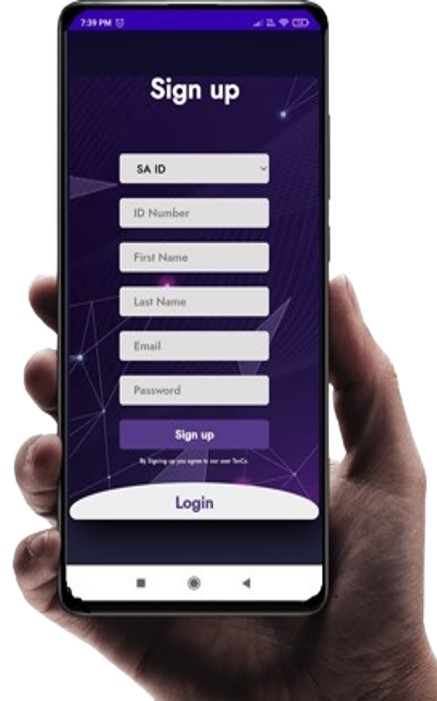 7:39 PM
Sign up
SA ID
ID Number
First Name
Last Name
Email
Password
Sign up
By Signing up you agree to our user TsnCs.
Login